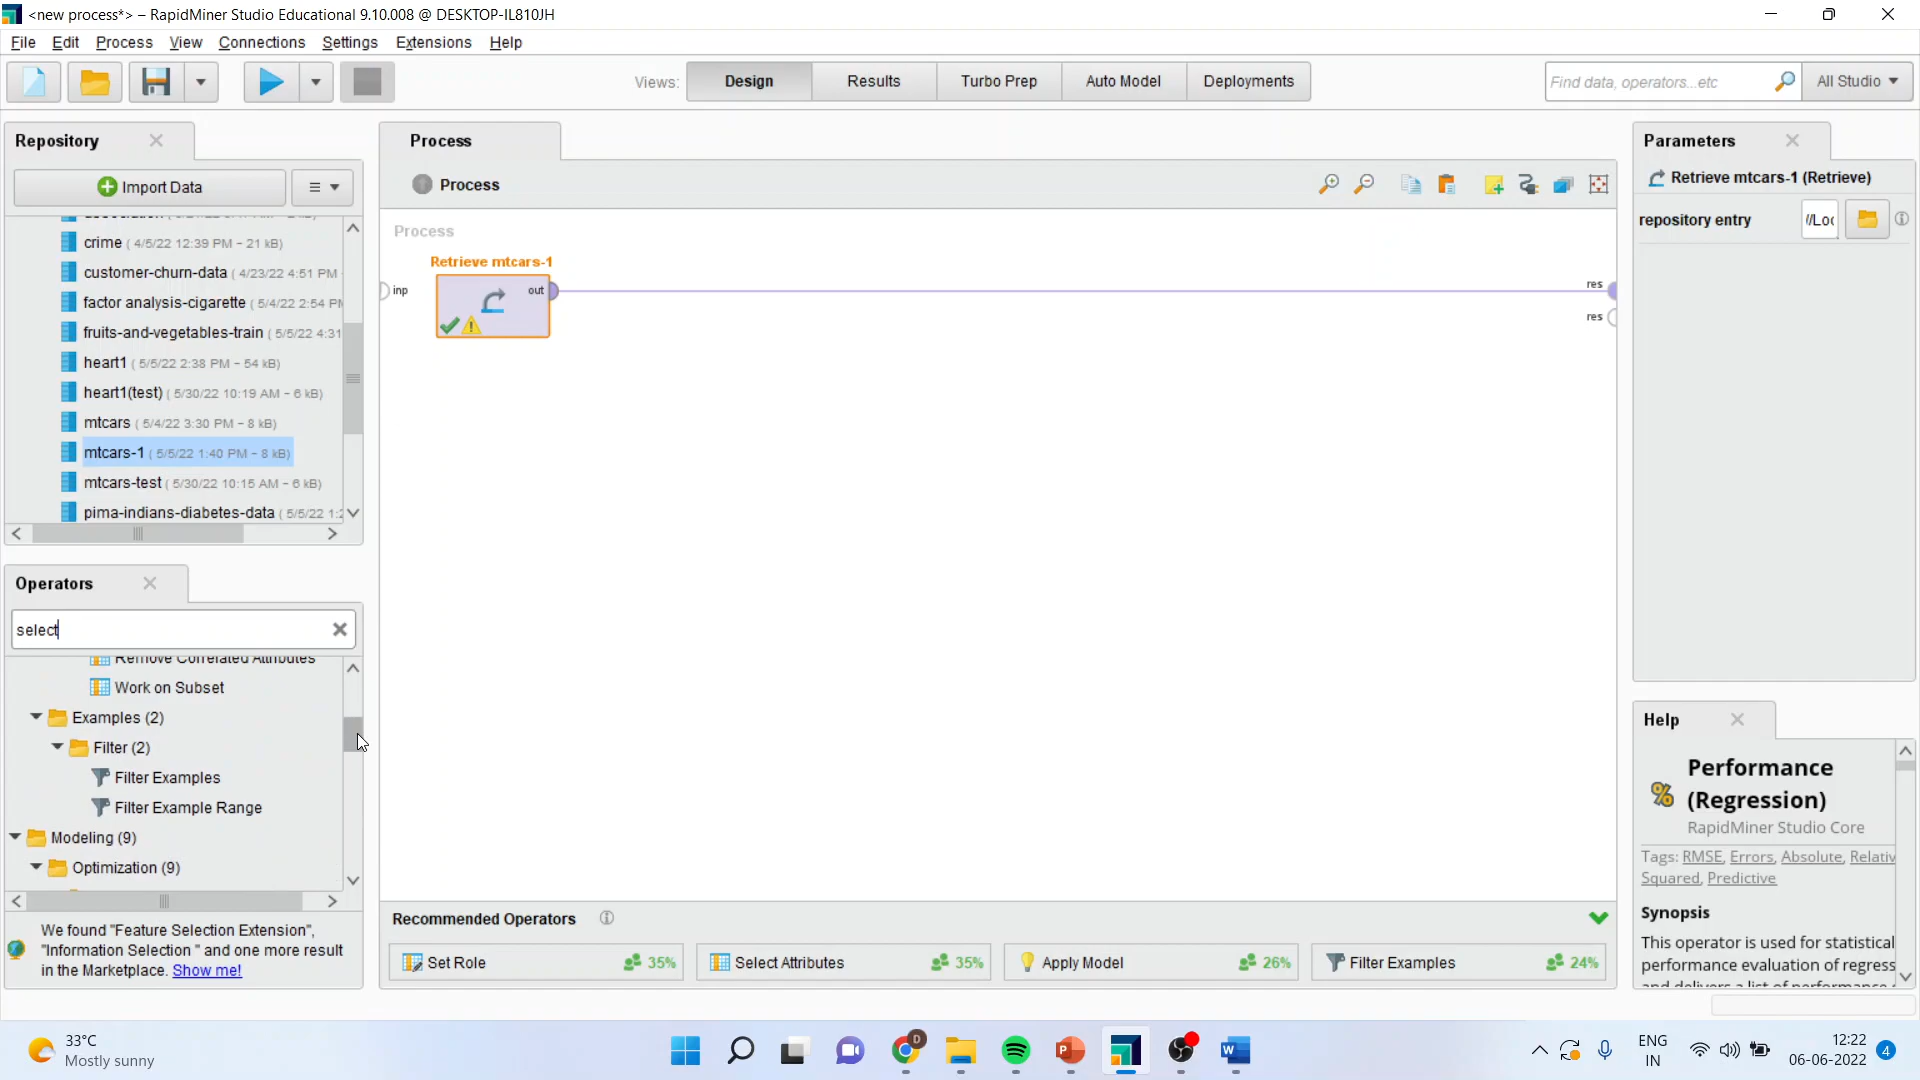 <new process*> – RapidMiner Studio Educational 9.10.008 @ DESKTOP-IL810JH
File Edit Process View Connections Settings Extensions Help
Views: Design Results Turbo Prep Auto Model Deployments
Find data, operators...etc All Studio
Repository
Import Data
crime ( 4/5/22 12:39 PM – 21 kB)
customer-churn-data ( 4/23/22 4:51 PM
factor analysis-cigarette ( 5/4/22 2:54 PM
fruits-and-vegetables-train ( 5/5/22 4:31
heart1 ( 5/5/22 2:38 PM – 54 kB)
heart1(test) ( 5/30/22 10:19 AM – 6 kB)
mtcars ( 5/4/22 3:30 PM – 8 kB)
mtcars-1 ( 5/5/22 1:40 PM – 8 kB)
mtcars-test ( 5/30/22 10:15 AM – 6 kB)
pima-indians-diabetes-data ( 5/5/22 1:2
Operators
select
Remove Correlated Attributes
Work on Subset
Examples (2)
Filter (2)
Filter Examples
Filter Example Range
Modeling (9)
Optimization (9)
We found "Feature Selection Extension",
"Information Selection " and one more result
in the Marketplace. Show me!
Process
Process
Process
Retrieve mtcars-1
inp
out
res
res
Recommended Operators
Set Role 35%
Select Attributes 35%
Apply Model 26%
Filter Examples 24%
Parameters
Retrieve mtcars-1 (Retrieve)
repository entry //Loc
Help
Performance
(Regression)
RapidMiner Studio Core
Tags: RMSE, Errors, Absolute, Relativ
Squared, Predictive
Synopsis
This operator is used for statistical
performance evaluation of regress
33°C
Mostly sunny
ENG
IN
12:22
06-06-2022
4